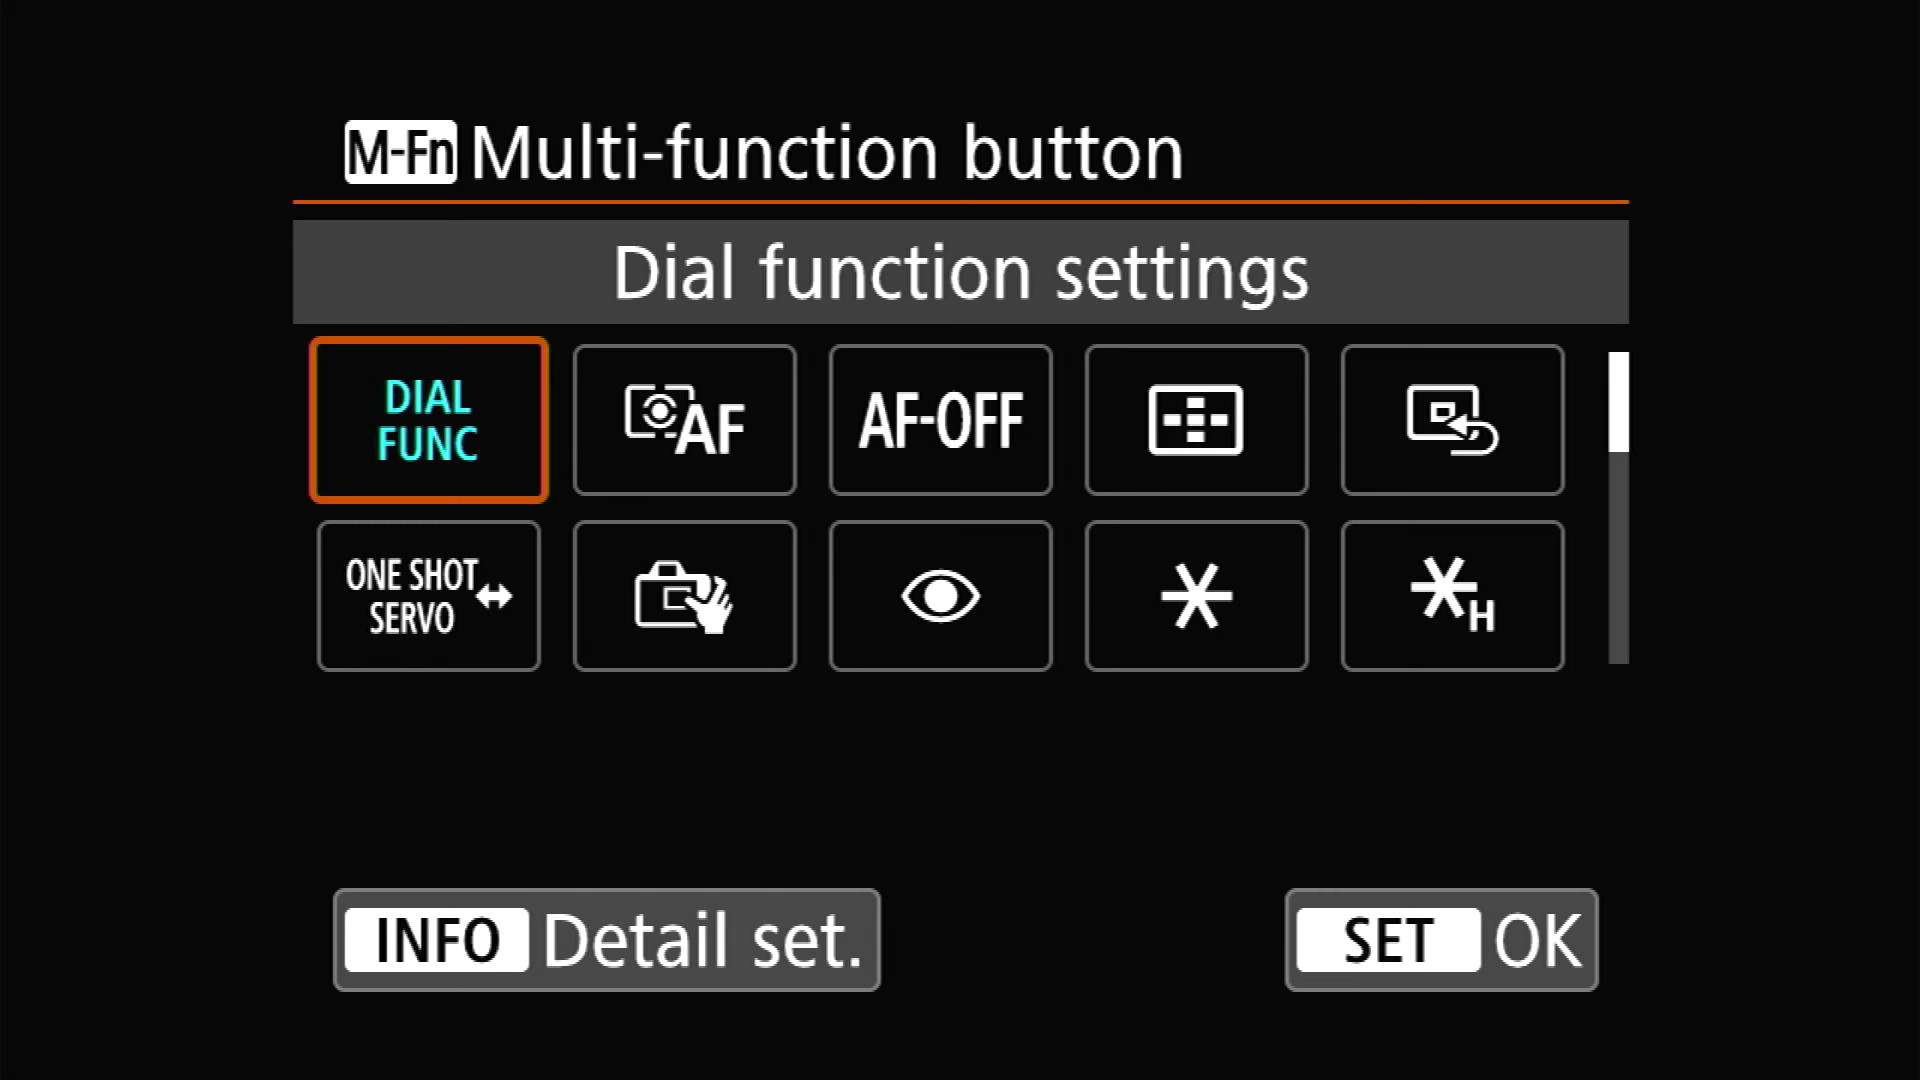 M-Fn Multi-function button
Dial function settings
DIAL
FUNC
AF
AF-OFF
ONE SHOT
SERVO
H
INFO Detail set.
SET OK